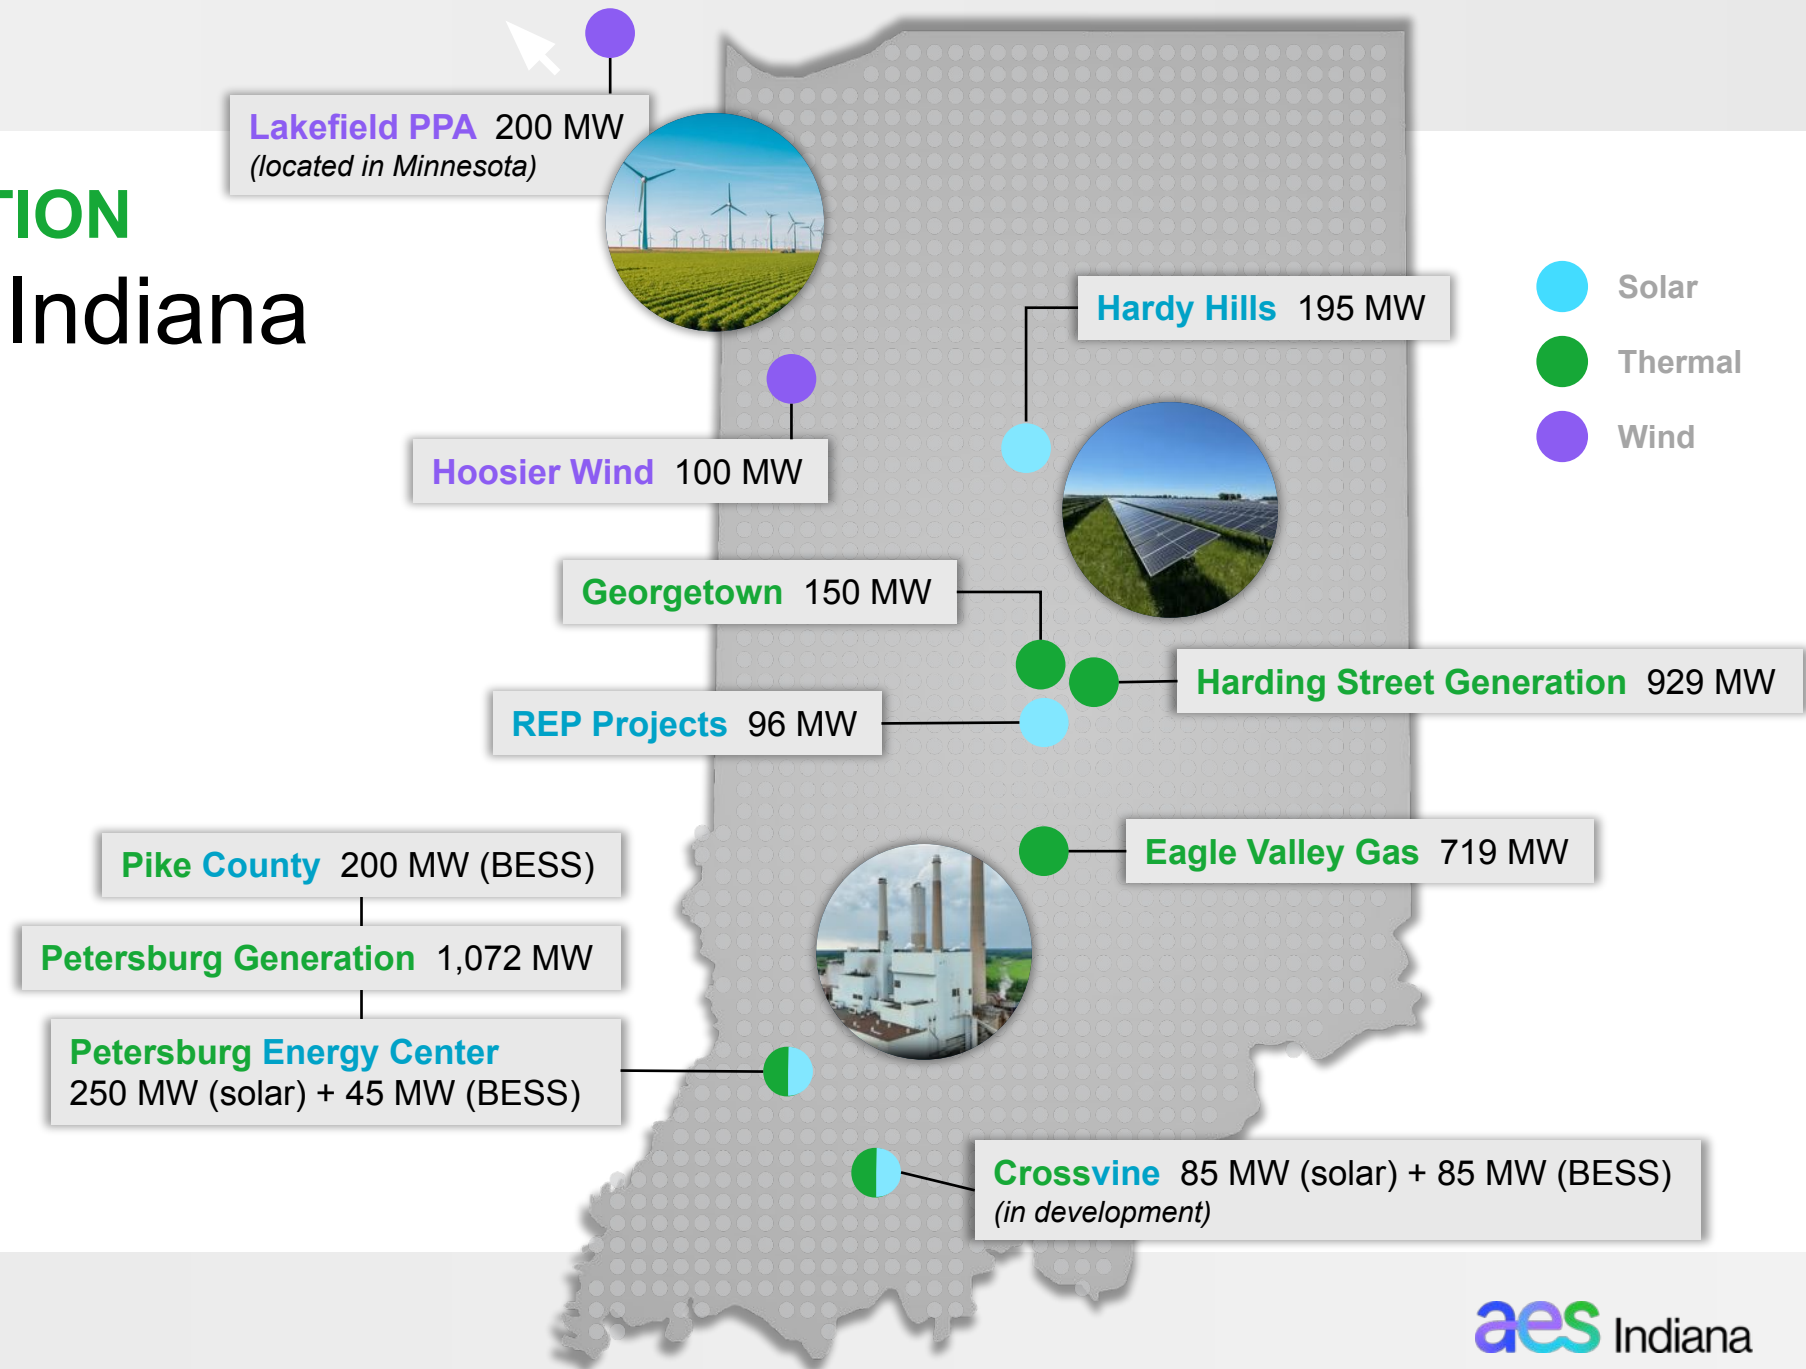 TION
Indiana
Lakefield PPA 200 MW
(located in Minnesota)
Hardy Hills 195 MW
Solar
Thermal
Wind
Hoosier Wind 100 MW
Georgetown 150 MW
Harding Street Generation 929 MW
REP Projects 96 MW
Eagle Valley Gas 719 MW
Pike County 200 MW (BESS)
Petersburg Generation 1,072 MW
Petersburg Energy Center
250 MW (solar) + 45 MW (BESS)
Crossvine 85 MW (solar) + 85 MW (BESS)
(in development)
aes Indiana